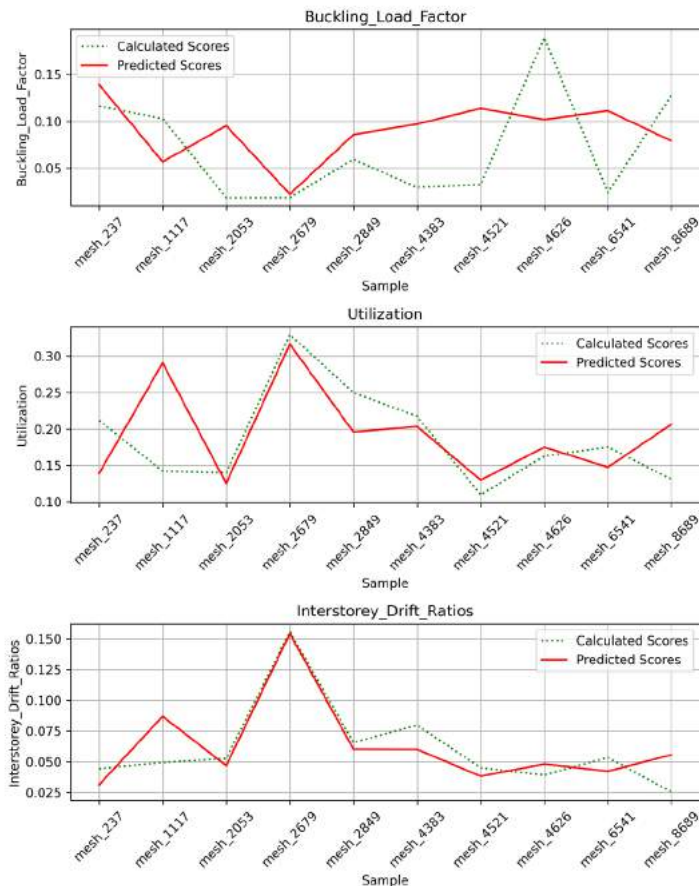 Buckling_Load_Factor
Calculated Scores
Predicted Scores
0.15
0.10
0.05
Buckling_Load_Factor
mesh_237
mesh_1117
mesh_2053
mesh_2679
mesh_2849
mesh_4383
mesh_4521
mesh_4626
mesh_6541
mesh_8689
Sample
Utilization
Calculated Scores
Predicted Scores
0.30
0.25
0.20
0.15
0.10
Utilization
mesh_237
mesh_1117
mesh_2053
mesh_2679
mesh_2849
mesh_4383
mesh_4521
mesh_4626
mesh_6541
mesh_8689
Sample
Interstorey_Drift_Ratios
Calculated Scores
Predicted Scores
0.150
0.125
0.100
0.075
0.050
0.025
Interstorey_Drift_Ratios
mesh_237
mesh_1117
mesh_2053
mesh_2679
mesh_2849
mesh_4383
mesh_4521
mesh_4626
mesh_6541
mesh_8689
Sample